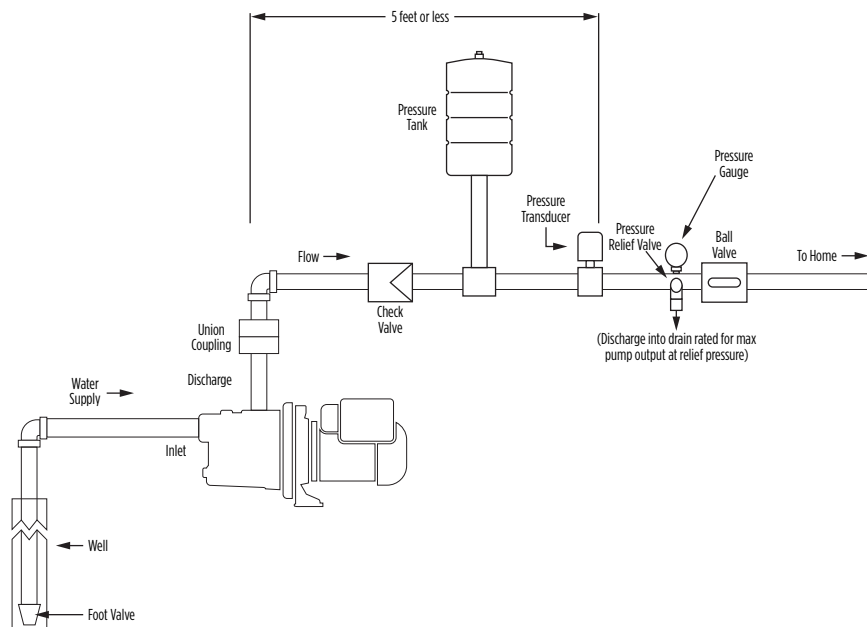 5 feet or less
Pressure
Tank
Pressure
Gauge
Pressure
Transducer
Pressure
Relief Valve
Ball
Valve
Flow
To Home
Check
Valve
Union
Coupling
(Discharge into drain rated for max
pump output at relief pressure)
Discharge
Water
Supply
Inlet
Well
Foot Valve